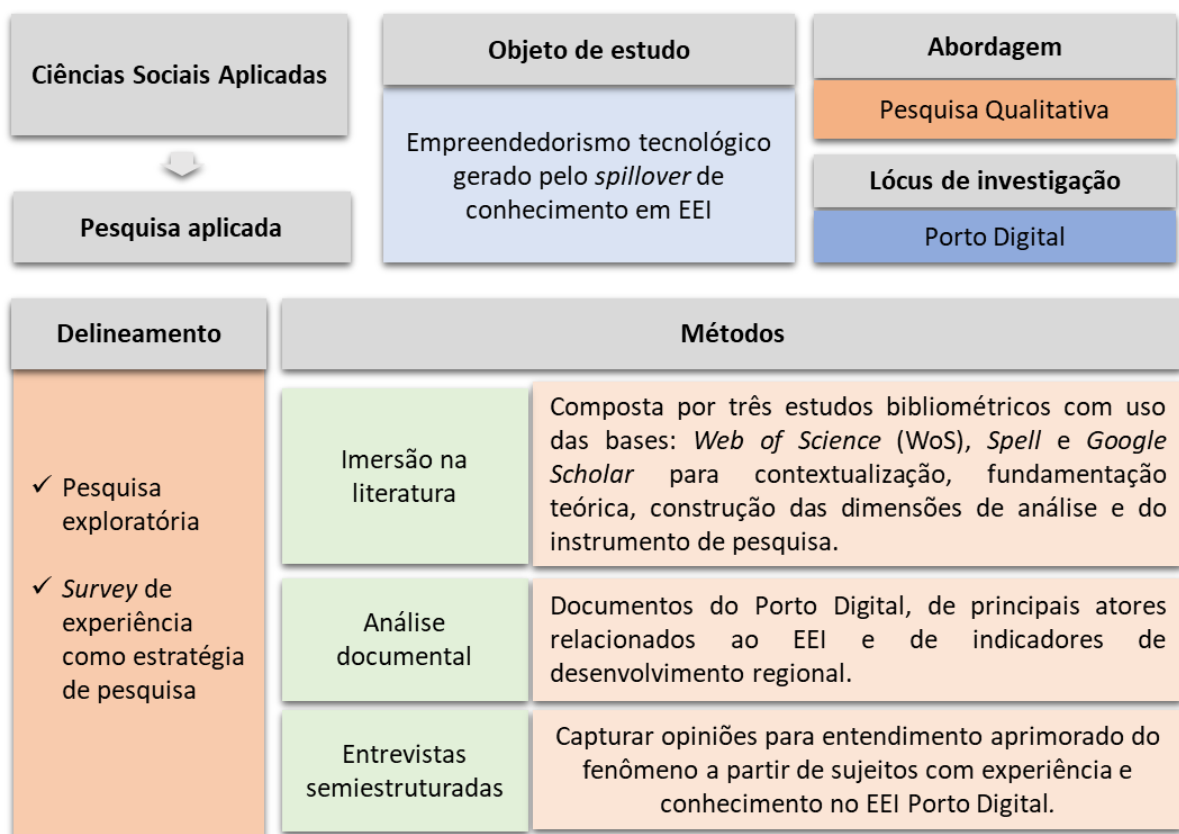 Ciências Sociais Aplicadas
Pesquisa aplicada
Objeto de estudo
Empreendedorismo tecnológico
gerado pelo spillover de
conhecimento em EEI
Abordagem
Pesquisa Qualitativa
Lócus de investigação
Porto Digital
Delineamento
✓ Pesquisa
exploratória
✓ Survey de
experiência
como estratégia
de pesquisa
Métodos
Imersão na
literatura
Composta por três estudos bibliométricos com uso
das bases: Web of Science (WoS), Spell e Google
Scholar para contextualização, fundamentação
teórica, construção das dimensões de análise e do
instrumento de pesquisa.
Análise
documental
Documentos do Porto Digital, de principais atores
relacionados ao EEI e de indicadores de
desenvolvimento regional.
Entrevistas
semiestruturadas
Capturar opiniões para entendimento aprimorado do
fenômeno a partir de sujeitos com experiência e
conhecimento no EEI Porto Digital.